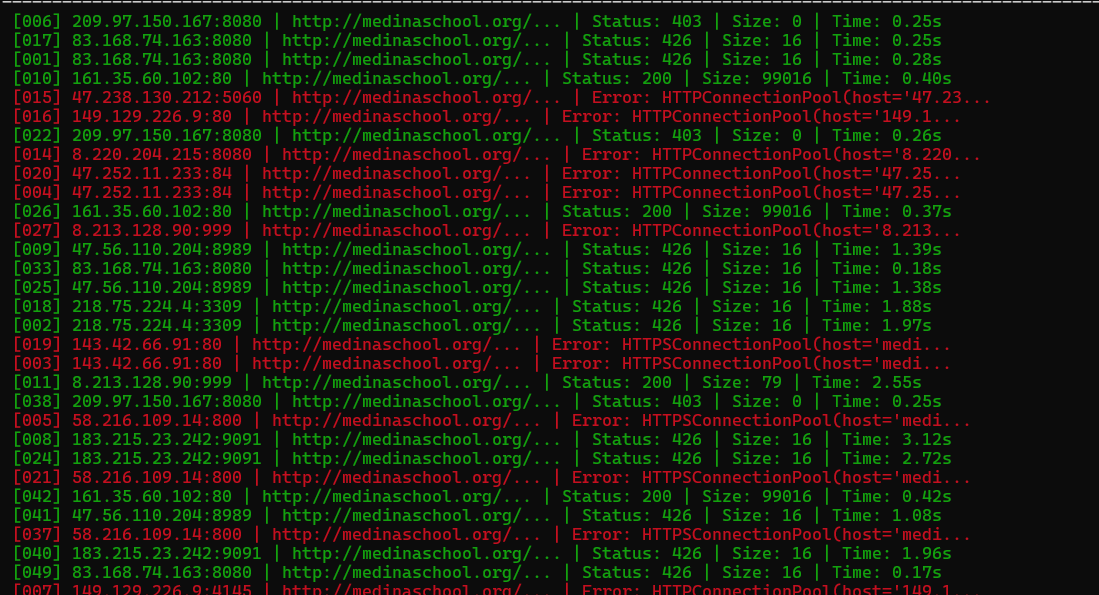 [006] 209.97.150.167:8080 | http://medinaschool.org/... | Status: 403 | Size: 0 | Time: 0.25s
[017] 83.168.74.163:8080 | http://medinaschool.org/... | Status: 426 | Size: 16 | Time: 0.25s
[001] 83.168.74.163:8080 | http://medinaschool.org/... | Status: 426 | Size: 16 | Time: 0.28s
[010] 161.35.60.102:80 | http://medinaschool.org/... | Status: 200 | Size: 99016 | Time: 0.40s
[015] 47.238.130.212:5060 | http://medinaschool.org/... | Error: HTTPConnectionPool(host='47.23...
[016] 149.129.226.9:80 | http://medinaschool.org/... | Error: HTTPConnectionPool(host='149.1...
[022] 209.97.150.167:8080 | http://medinaschool.org/... | Status: 403 | Size: 0 | Time: 0.26s
[014] 8.220.204.215:8080 | http://medinaschool.org/... | Error: HTTPConnectionPool(host='8.220...
[020] 47.252.11.233:84 | http://medinaschool.org/... | Error: HTTPConnectionPool(host='47.25...
[004] 47.252.11.233:84 | http://medinaschool.org/... | Error: HTTPConnectionPool(host='47.25...
[026] 161.35.60.102:80 | http://medinaschool.org/... | Status: 200 | Size: 99016 | Time: 0.37s
[027] 8.213.128.90:999 | http://medinaschool.org/... | Error: HTTPConnectionPool(host='8.213...
[009] 47.56.110.204:8989 | http://medinaschool.org/... | Status: 426 | Size: 16 | Time: 1.39s
[033] 83.168.74.163:8080 | http://medinaschool.org/... | Status: 426 | Size: 16 | Time: 0.18s
[025] 47.56.110.204:8989 | http://medinaschool.org/... | Status: 426 | Size: 16 | Time: 1.38s
[018] 218.75.224.4:3309 | http://medinaschool.org/... | Status: 426 | Size: 16 | Time: 1.88s
[002] 218.75.224.4:3309 | http://medinaschool.org/... | Status: 426 | Size: 16 | Time: 1.97s
[019] 143.42.66.91:80 | http://medinaschool.org/... | Error: HTTPSConnectionPool(host='medi...
[003] 143.42.66.91:80 | http://medinaschool.org/... | Error: HTTPSConnectionPool(host='medi...
[011] 8.213.128.90:999 | http://medinaschool.org/... | Status: 200 | Size: 79 | Time: 2.55s
[038] 209.97.150.167:8080 | http://medinaschool.org/... | Status: 403 | Size: 0 | Time: 0.25s
[005] 58.216.109.14:800 | http://medinaschool.org/... | Error: HTTPSConnectionPool(host='medi...
[008] 183.215.23.242:9091 | http://medinaschool.org/... | Status: 426 | Size: 16 | Time: 3.12s
[024] 183.215.23.242:9091 | http://medinaschool.org/... | Status: 426 | Size: 16 | Time: 2.72s
[021] 58.216.109.14:800 | http://medinaschool.org/... | Error: HTTPSConnectionPool(host='medi...
[042] 161.35.60.102:80 | http://medinaschool.org/... | Status: 200 | Size: 99016 | Time: 0.42s
[041] 47.56.110.204:8989 | http://medinaschool.org/... | Status: 426 | Size: 16 | Time: 1.08s
[037] 58.216.109.14:800 | http://medinaschool.org/... | Error: HTTPSConnectionPool(host='medi...
[040] 183.215.23.242:9091 | http://medinaschool.org/... | Status: 426 | Size: 16 | Time: 1.96s
[049] 83.168.74.163:8080 | http://medinaschool.org/... | Status: 426 | Size: 16 | Time: 0.17s
[007] 149.129.226.9:4145 | http://medinaschool.org/... | Error: HTTPConnectionPool(host='149.1...